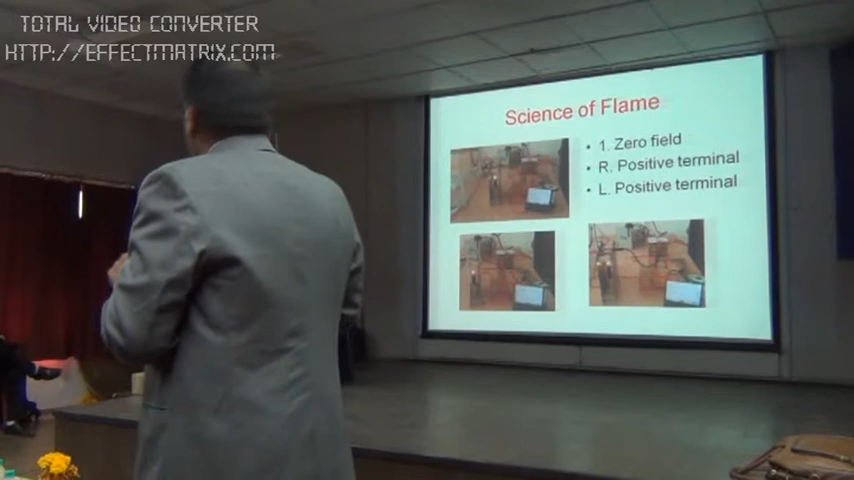 TOTAL VIDEO CONVERTER
HTTP://EFFECTMATRIX.COM
Science of Flame
• 1. Zero field
• R. Positive terminal
• L. Positive terminal